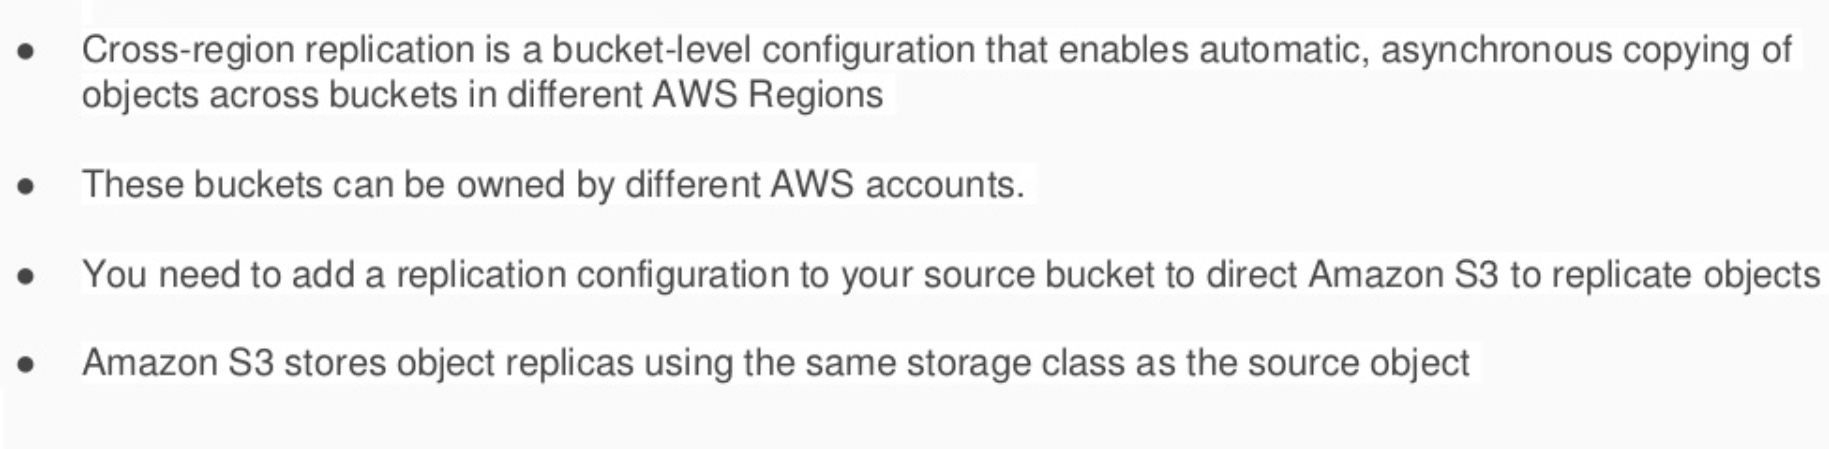 ● Cross-region replication is a bucket-level configuration that enables automatic, asynchronous copying of
objects across buckets in different AWS Regions
● These buckets can be owned by different AWS accounts.
● You need to add a replication configuration to your source bucket to direct Amazon S3 to replicate objects
● Amazon S3 stores object replicas using the same storage class as the source object